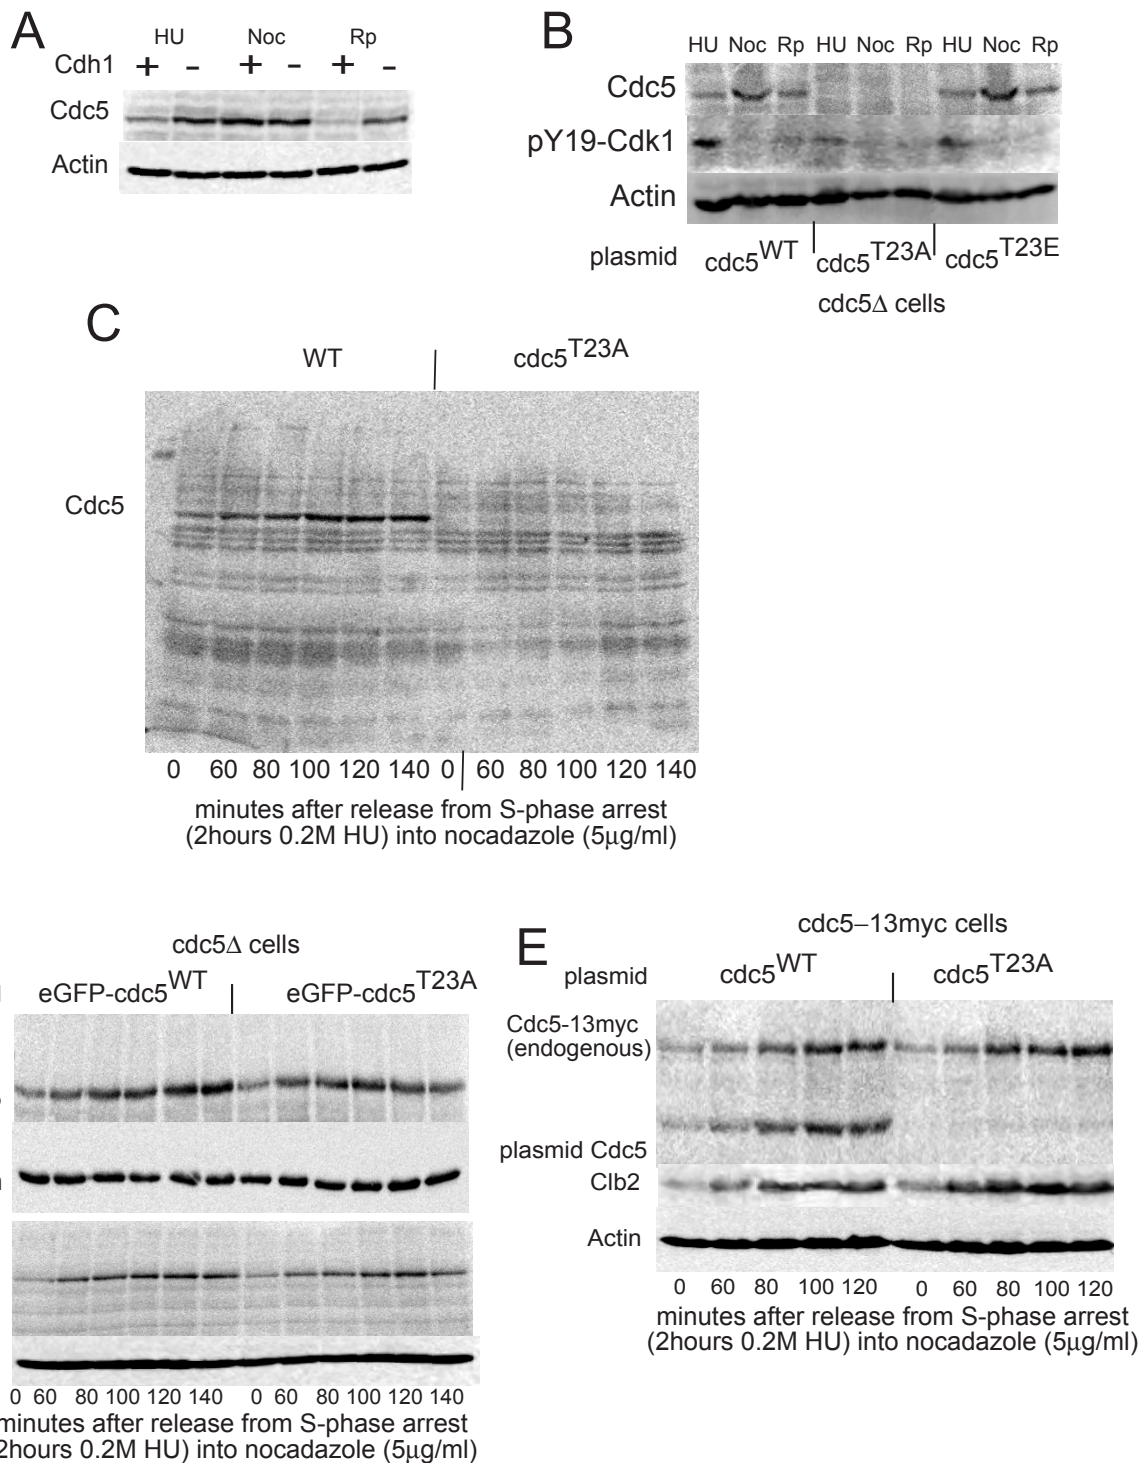 A
HU Noc Rp
Cdh1 + - + - + -
Cdc5
Actin
B
HU Noc Rp HU Noc Rp HU Noc Rp
Cdc5
pY19-Cdk1
Actin
plasmid cdc5WT cdc5T23A cdc5T23E
cdc5Δ cells
C
WT cdc5T23A
Cdc5
0 60 80 100 120 140 0 60 80 100 120 140
minutes after release from S-phase arrest
(2hours 0.2M HU) into nocadazole (5µg/ml)
cdc5Δ cells
eGFP-cdc5WT eGFP-cdc5T23A
0 60 80 100 120 140 0 60 80 100 120 140
minutes after release from S-phase arrest
2hours 0.2M HU) into nocadazole (5µg/ml)
E
cdc5–13myc cells
plasmid cdc5WT cdc5T23A
Cdc5-13myc
(endogenous)
plasmid Cdc5
Clb2
Actin
0 60 80 100 120 0 60 80 100 120
minutes after release from S-phase arrest
(2hours 0.2M HU) into nocadazole (5µg/ml)